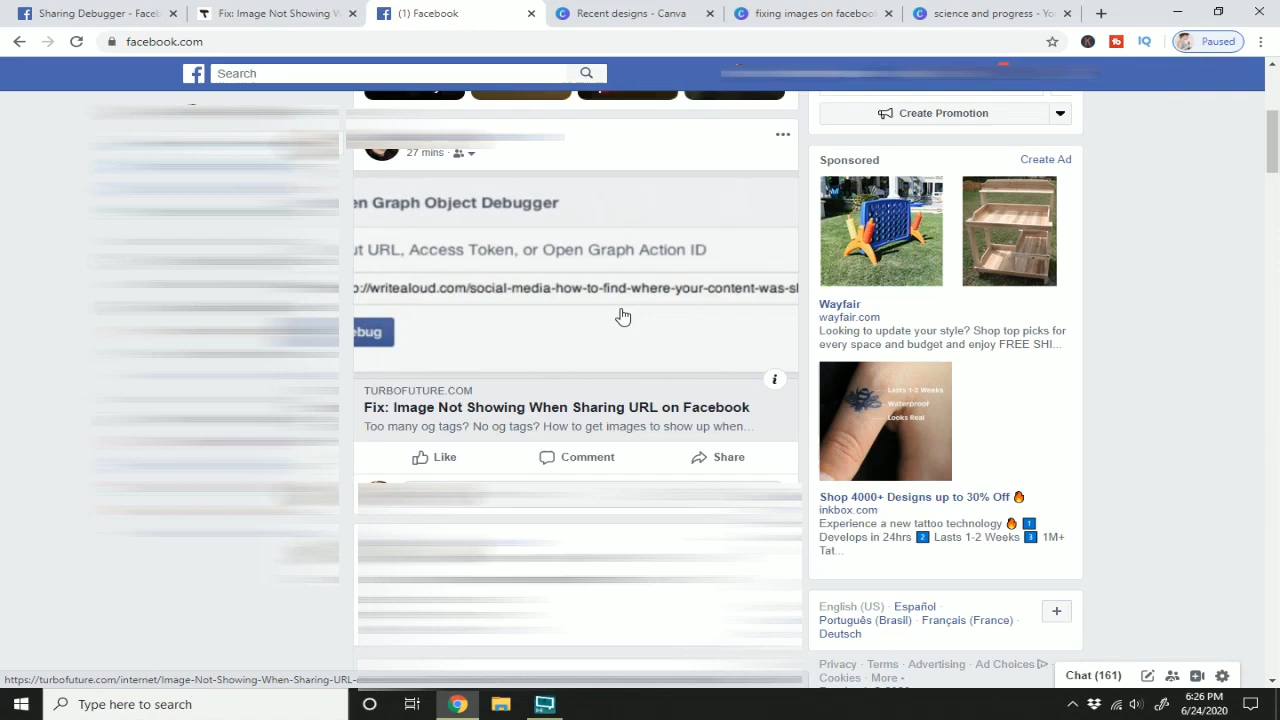 Sharing Debugger - Faceb
Fix: Image Not Showing W
(1) Facebook
Recent designs - Canva
fixing images on facebook
science and progress - Yo
facebook.com
Paused
Search
Create Promotion
27 mins
en Graph Object Debugger
ut URL, Access Token, or Open Graph Action ID
p://writealoud.com/social-media-how-to-find-where-your-content-was-sl
ebug
TURBOFUTURE.COM
Fix: Image Not Showing When Sharing URL on Facebook
Too many og tags? No og tags? How to get images to show up when…
Like
Comment
Share
Sponsored
Create Ad
Wayfair
wayfair.com
Looking to update your style? Shop top picks for
every space and budget and enjoy FREE SHI…
Lasts 1-2 Weeks
Waterproof
Looks Real
Shop 4000+ Designs up to 30% Off 🔥
inkbox.com
Experience a new tattoo technology 🔥 1️⃣
Develops in 24hrs 2️⃣ Lasts 1-2 Weeks 3️⃣ 1M+
Tat…
English (US) · Español ·
Português (Brasil) · Français (France) ·
Deutsch
Privacy · Terms · Advertising · Ad Choices ·
Cookies · More
Chat (161)
https://turbofuture.com/internet/Image-Not-Showing-When-Sharing-URL-
Type here to search
6:26 PM
6/24/2020